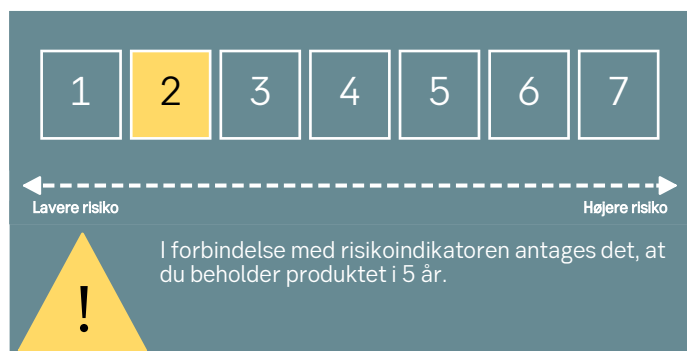 1 2 3 4 5 6 7
Lavere risiko Højere risiko
I forbindelse med risikoindikatoren antages det, at
du beholder produktet i 5 år.
!